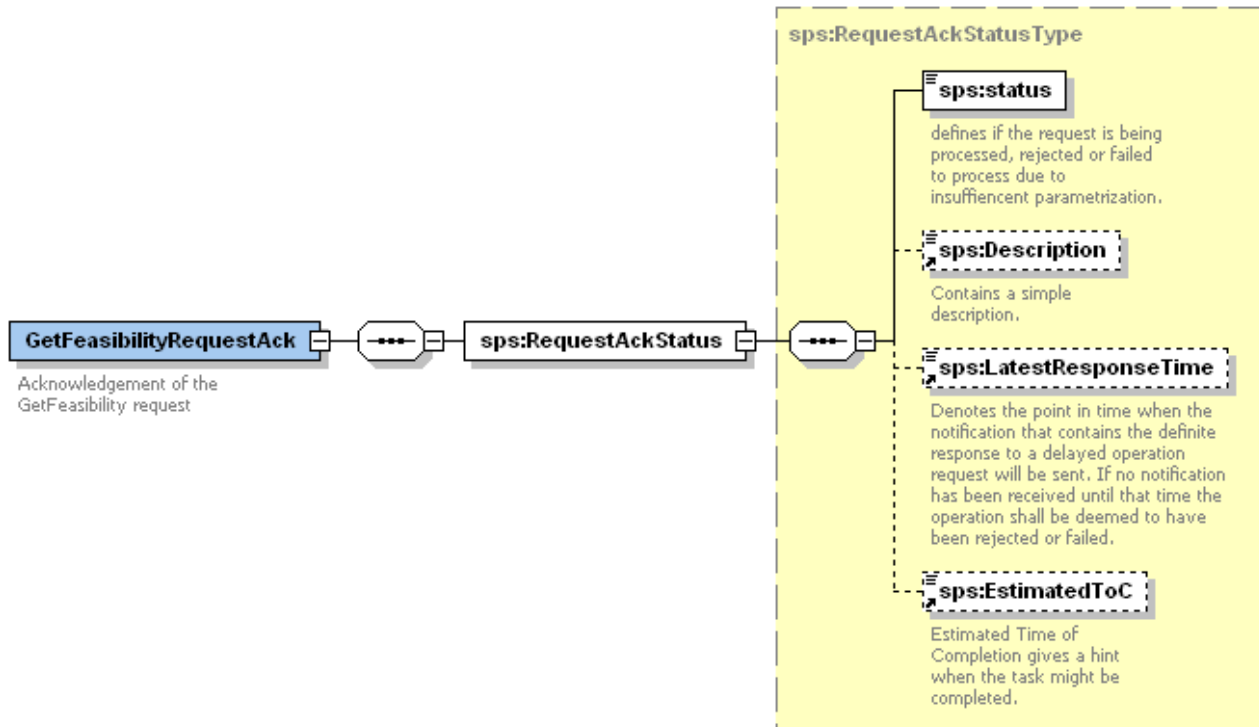 sps:RequestAckStatusType
sps:status
defines if the request is being
processed, rejected or failed
to process due to
insuffiencent parametrization.
sps:Description
Contains a simple
description.
GetFeasibilityRequestAck
sps:RequestAckStatus
Acknowledgement of the
GetFeasibility request
sps:LatestResponseTime
Denotes the point in time when the
notification that contains the definite
response to a delayed operation
request will be sent. If no notification
has been received until that time the
operation shall be deemed to have
been rejected or failed.
sps:EstimatedToC
Estimated Time of
Completion gives a hint
when the task might be
completed.